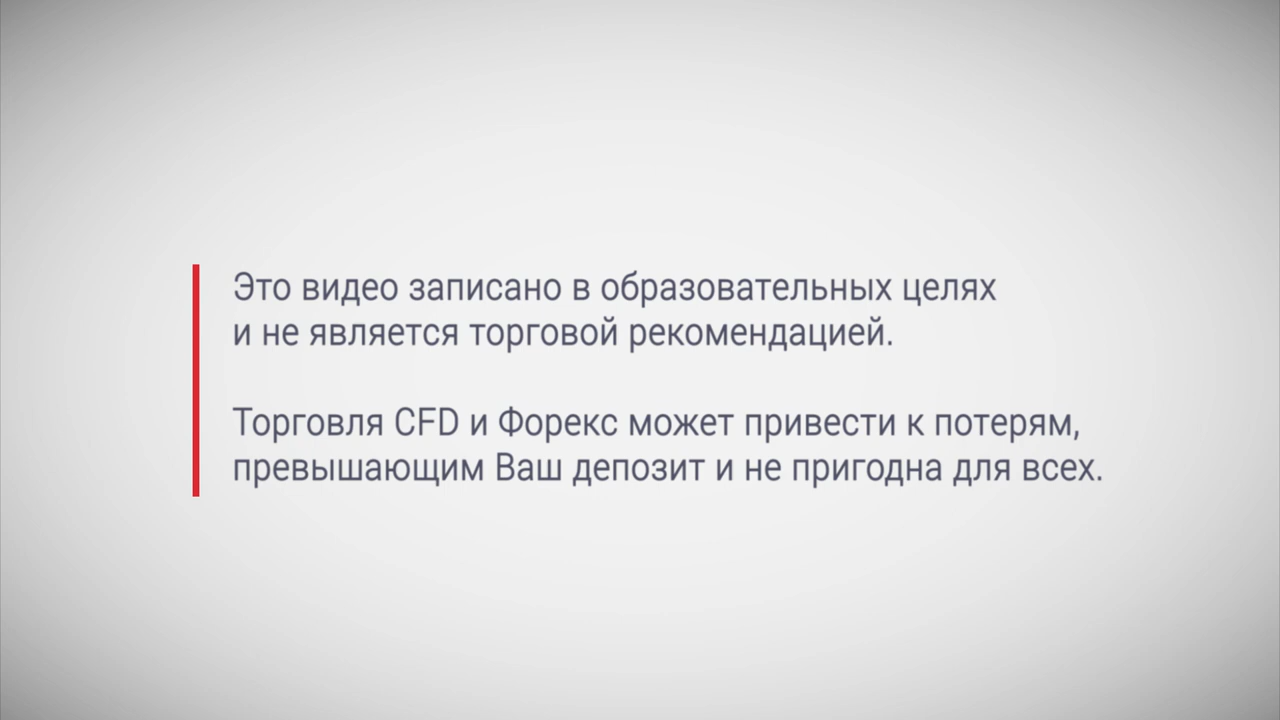 Это видео записано в образовательных целях
и не является торговой рекомендацией.
Торговля CFD и Форекс может привести к потерям,
превышающим Ваш депозит и не пригодна для всех.